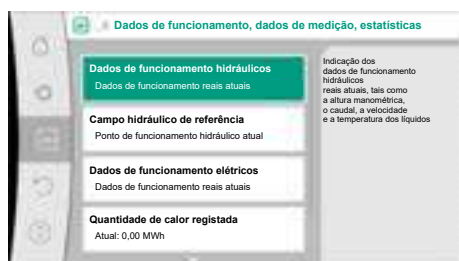 Dados de funcionamento, dados de medição, estatísticas
Dados de funcionamento hidráulicos
Dados de funcionamento reais atuais
Campo hidráulico de referência
Ponto de funcionamento hidráulico atual
Dados de funcionamento elétricos
Dados de funcionamento reais atuais
Quantidade de calor registada
Atual: 0,00 MWh
Indicação dos
dados de funcionamento
hidráulicos
reais atuais, tais como
a altura manométrica,
o caudal, a velocidade
e a temperatura dos líquidos